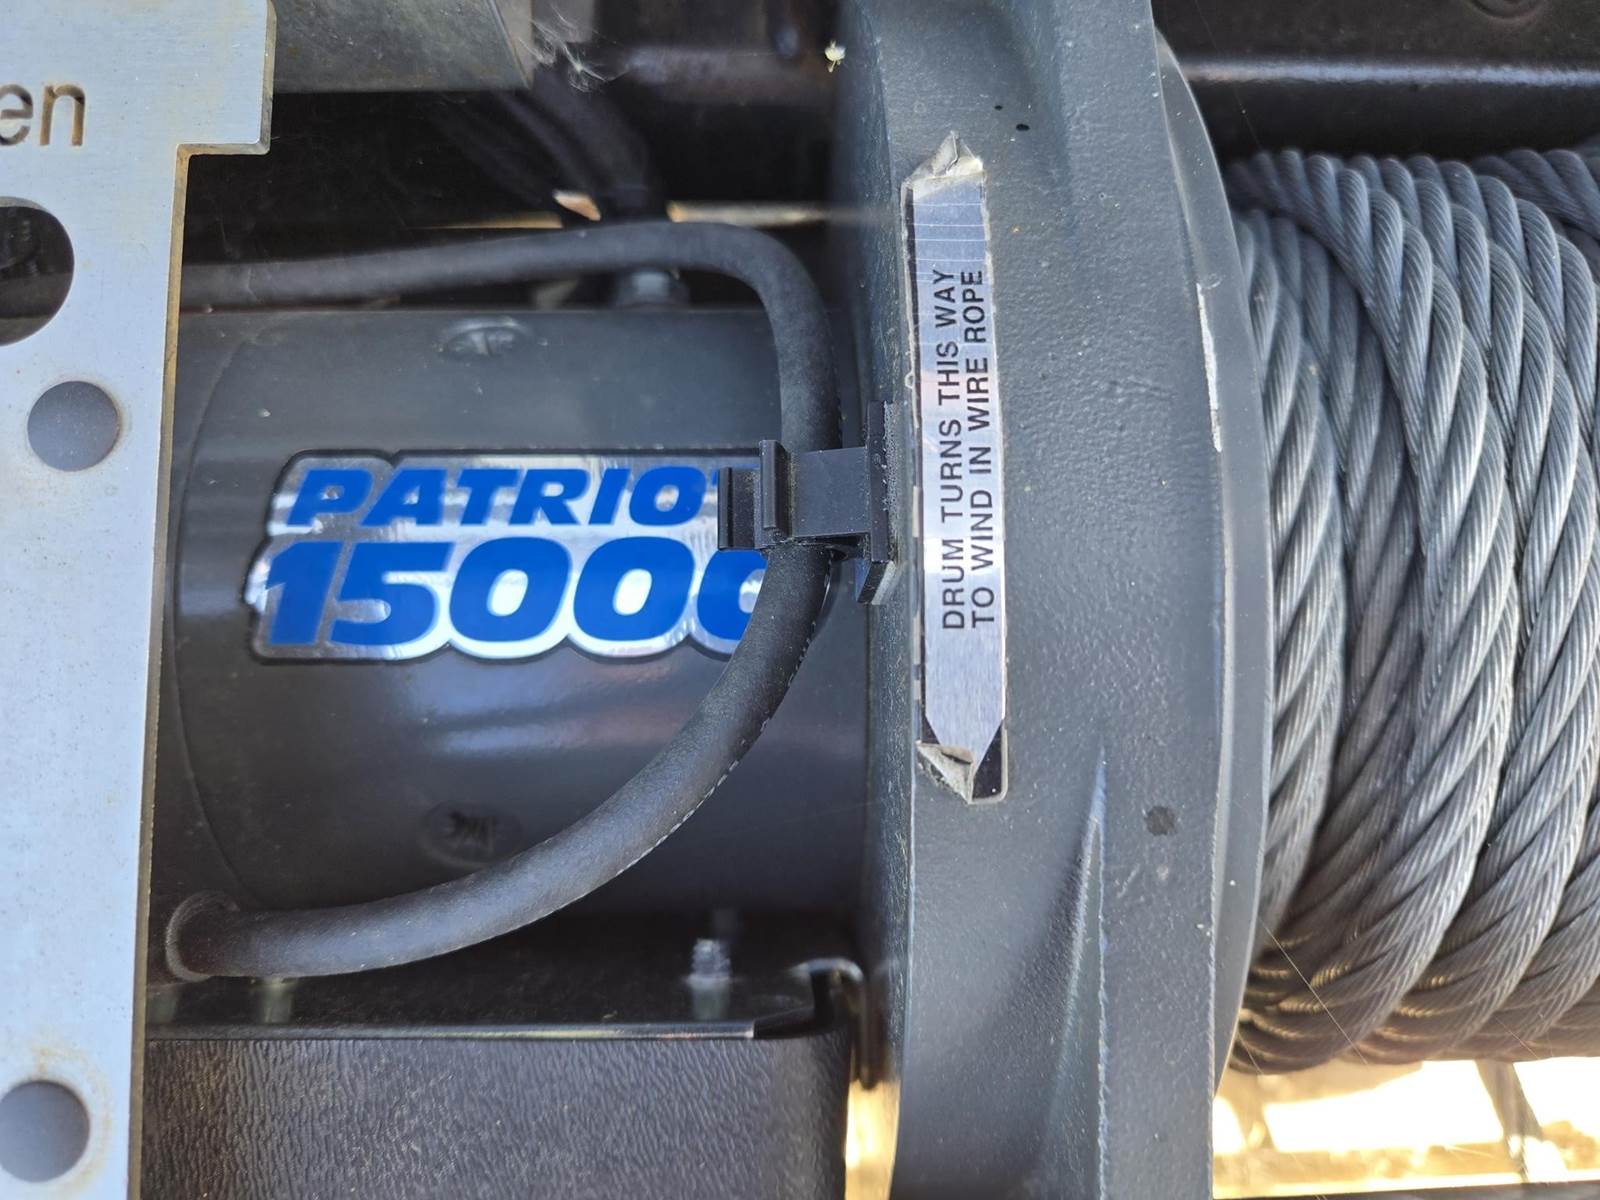 en
PATRIOT
15000
DRUM TURNS THIS WAY
TO WIND IN WIRE ROPE